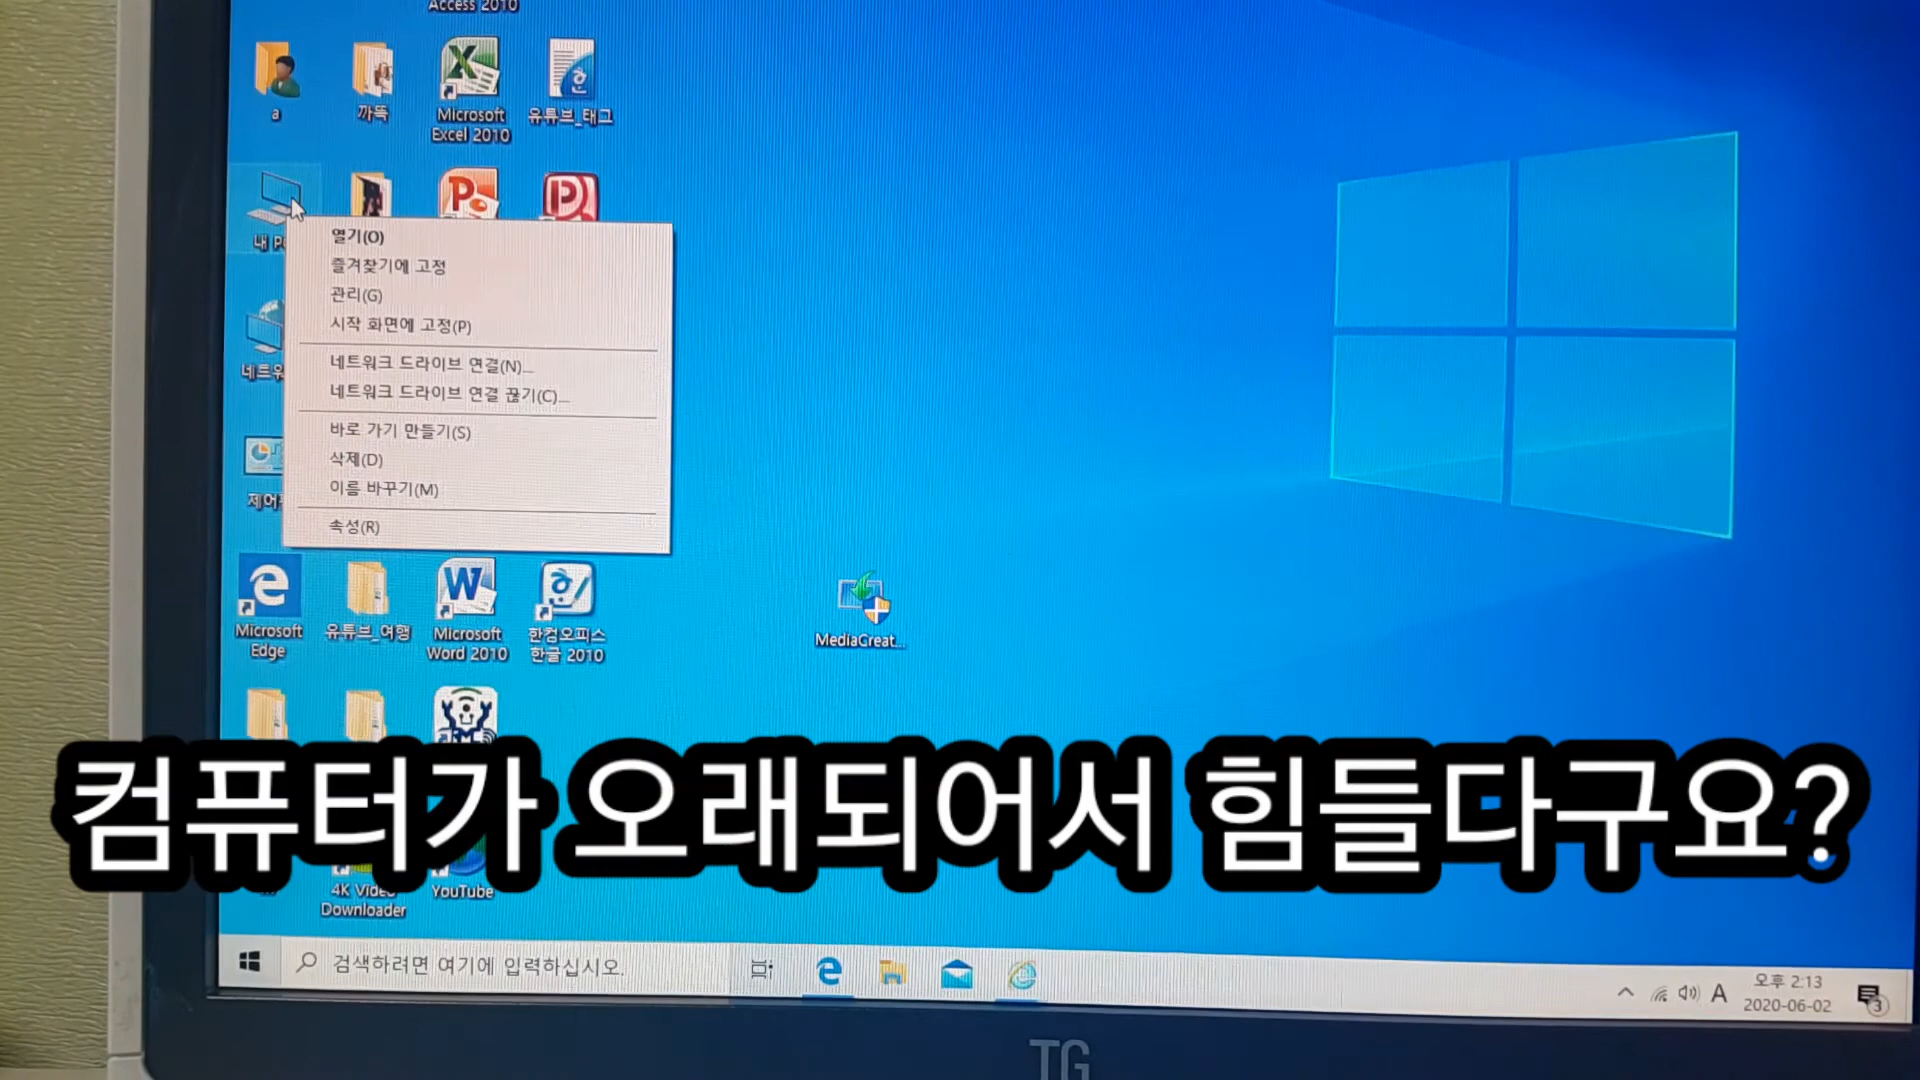 Access 2010
a
까뚝
Microsoft
Excel 2010
유튜브_태그
내
열기(O)
즐겨찾기에 고정
관리(G)
시작 화면에 고정(P)
네트워크 드라이브 연결(N)...
네트워크 드라이브 연결 끊기(C)...
바로 가기 만들기(S)
삭제(D)
이름 바꾸기(M)
속성(R)
Microsoft
Edge
유튜브_여행
Microsoft
Word 2010
한컴오피스
한글 2010
MediaCreat...
컴퓨터가 오래되어서 힘들다구요?
4K Video
Downloader
YouTube
검색하려면 여기에 입력하십시오.
A
오후 2:13
2020-06-02
3
TG